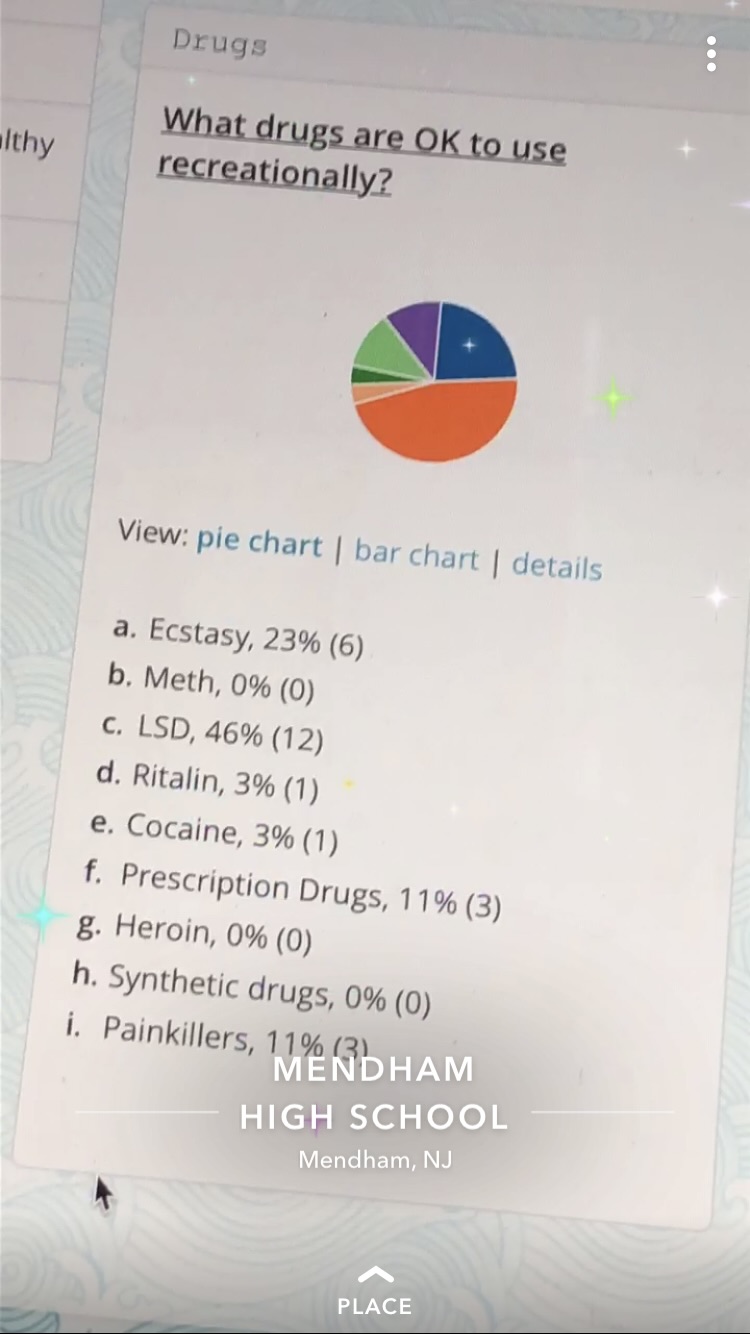 Drugs
lthy
What drugs are OK to use
recreationally?
View: pie chart | bar chart | details
a. Ecstasy, 23% (6)
b. Meth, 0% (0)
c. LSD, 46% (12)
d. Ritalin, 3% (1)
e. Cocaine, 3% (1)
f. Prescription Drugs, 11% (3)
g. Heroin, 0% (0)
h. Synthetic drugs, 0% (0)
i. Painkillers, 11% (3)
MENDHAM
HIGH SCHOOL
Mendham, NJ
PLACE